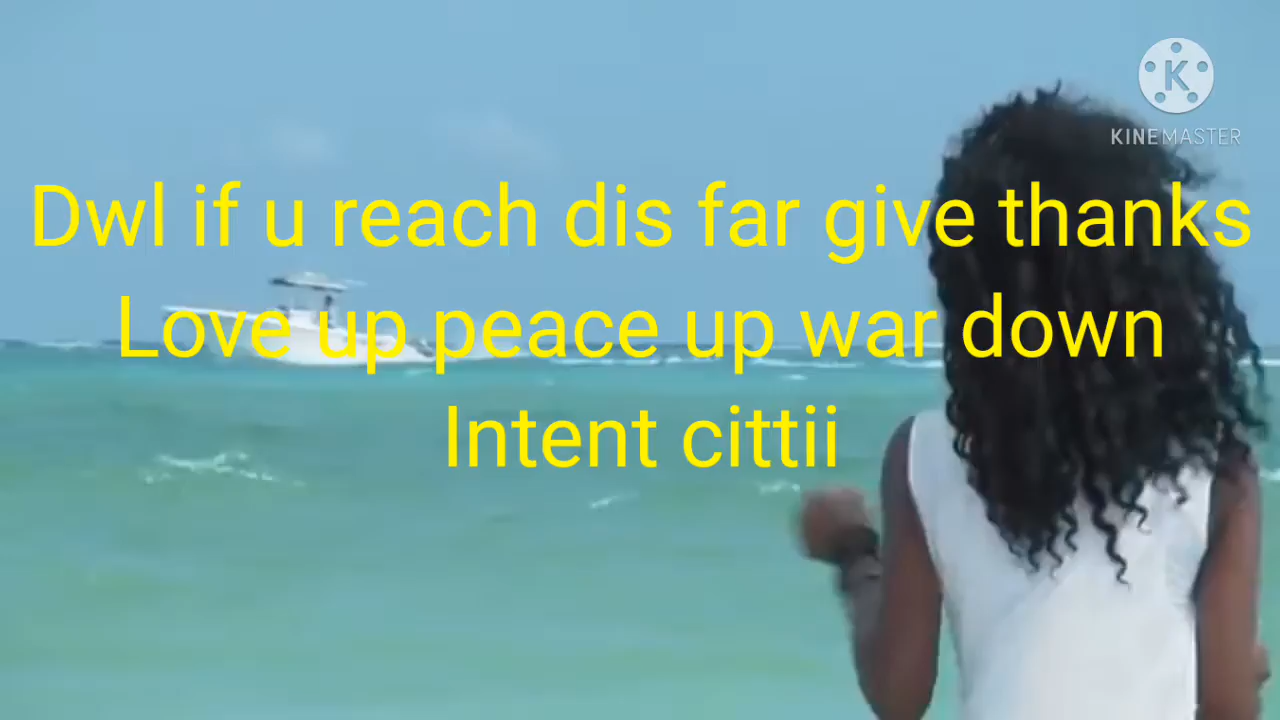 KINEMASTER
Dwl if u reach dis far give thanks
Love up peace up war down
Intent cittii